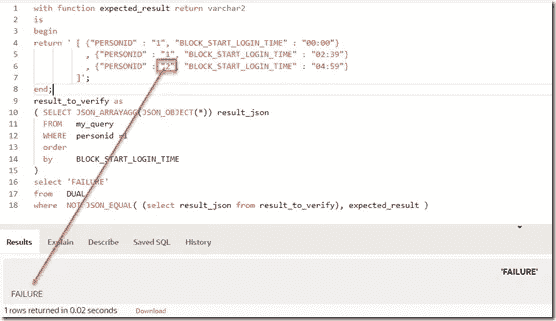 1 with function expected_result return varchar2
2 is
3 begin
4 return ' [ {"PERSONID" : "1", "BLOCK_START_LOGIN_TIME" : "00:00"}
5 , {"PERSONID" : "1", "BLOCK_START_LOGIN_TIME" : "02:39"}
6 , {"PERSONID" : "2", "BLOCK_START_LOGIN_TIME" : "04:59"}
7 ]';
8 end;
9 result_to_verify as
10 ( SELECT JSON_ARRAYAGG(JSON_OBJECT(*)) result_json
11 FROM my_query
12 WHERE personid =1
13 order
14 by BLOCK_START_LOGIN_TIME
15 )
16 select 'FAILURE'
17 from DUAL
18 where NOT JSON_EQUAL( (select result_json from result_to_verify), expected_result )
Results Explain Describe Saved SQL History
'FAILURE'
FAILURE
1 rows returned in 0.02 seconds Download